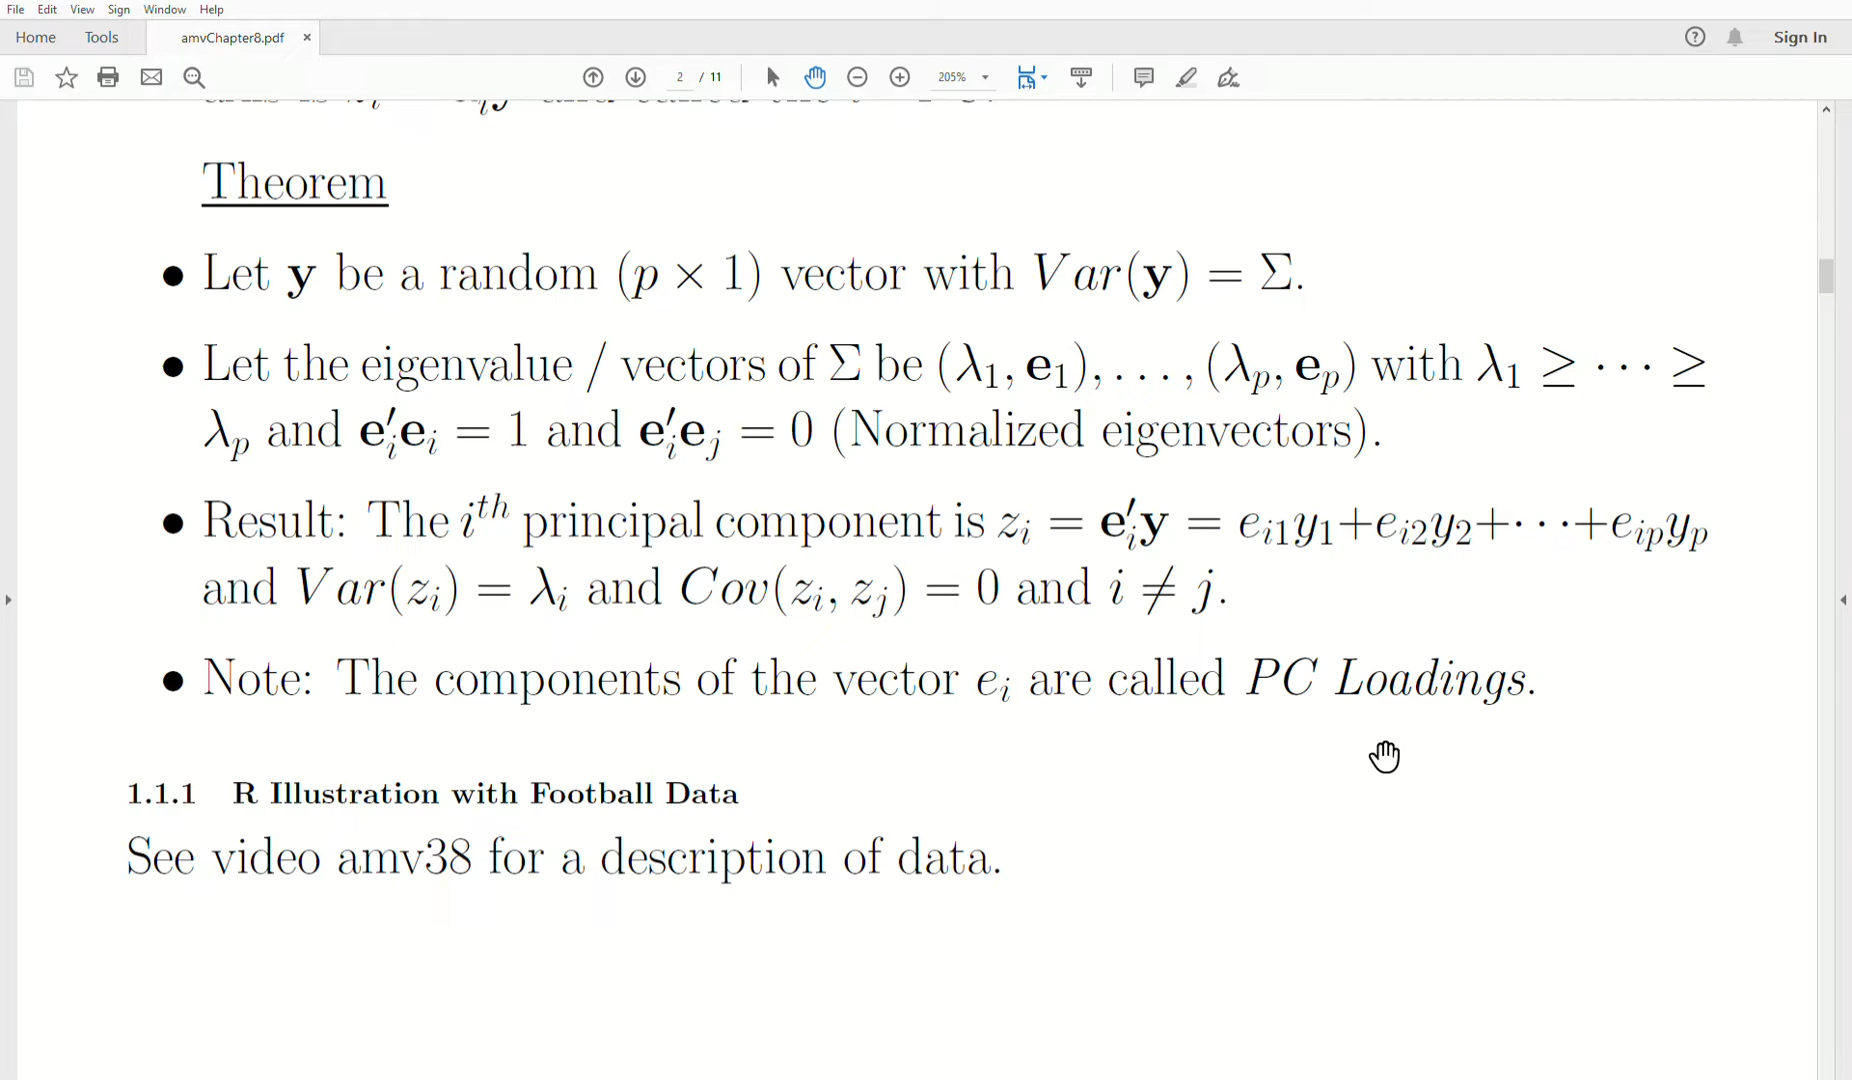 File Edit View Sign Window Help
Home Tools amvChapter8.pdf × Sign In
2 / 11 205%
Theorem
• Let y be a random (p × 1) vector with Var(y) = Σ.
• Let the eigenvalue / vectors of Σ be (λ₁, e₁), . . . , (λₚ, eₚ) with λ₁ ≥ · · · ≥
λₚ and e′ᵢeᵢ = 1 and e′ᵢeⱼ = 0 (Normalized eigenvectors).
• Result: The iᵗʰ principal component is zᵢ = e′ᵢy = eᵢ₁y₁+eᵢ₂y₂+· · ·+eᵢₚyₚ
and Var(zᵢ) = λᵢ and Cov(zᵢ, zⱼ) = 0 and i ≠ j.
• Note: The components of the vector eᵢ are called PC Loadings.
1.1.1 R Illustration with Football Data
See video amv38 for a description of data.